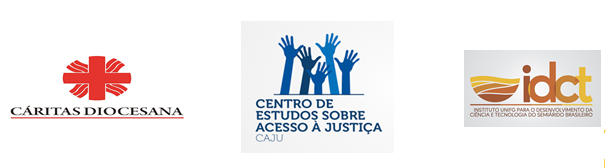 CÁRITAS DIOCESANA
CENTRO DE
ESTUDOS SOBRE
ACESSO À JUSTIÇA
CAJU
idct
INSTITUTO UNIFG PARA O DESENVOLVIMENTO DA
CIÊNCIA E TECNOLOGIA DO SEMIÁRIDO BRASILEIRO